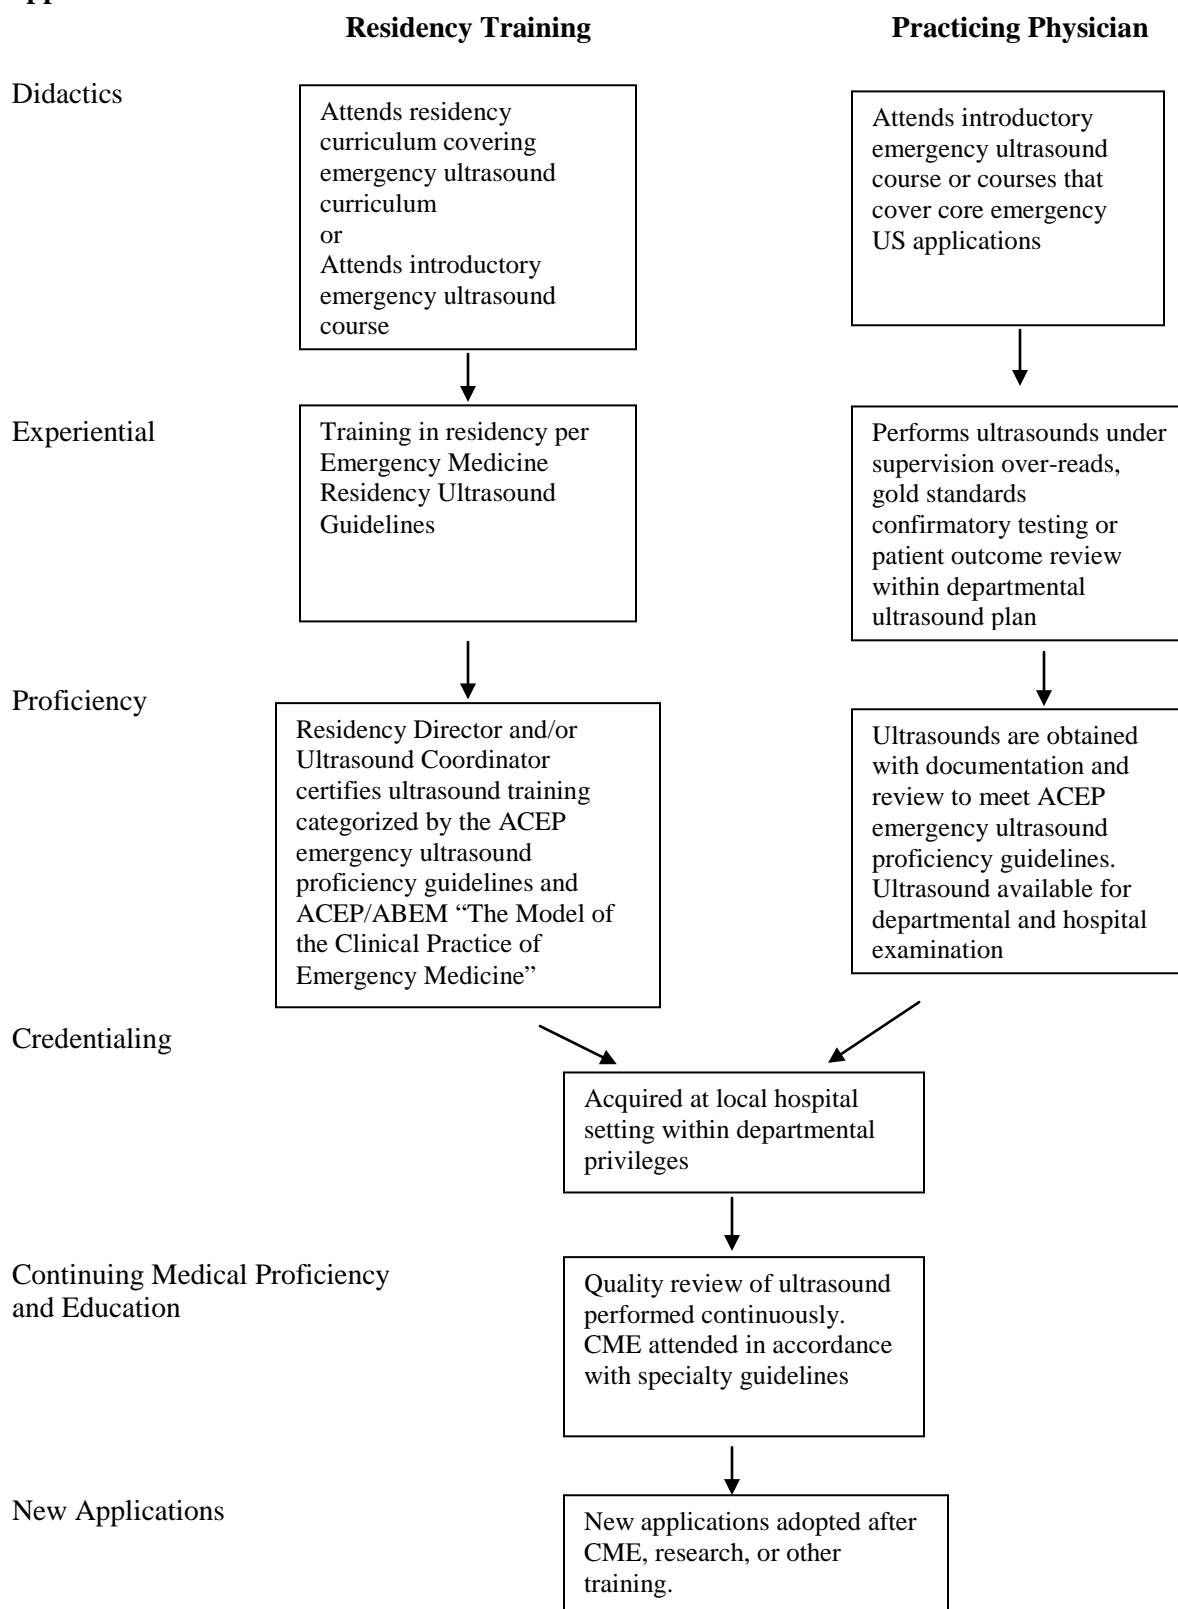 Residency Training
Practicing Physician
Didactics
Attends residency
curriculum covering
emergency ultrasound
curriculum
or
Attends introductory
emergency ultrasound
course
Attends introductory
emergency ultrasound
course or courses that
cover core emergency
US applications
Experiential
Training in residency per
Emergency Medicine
Residency Ultrasound
Guidelines
Performs ultrasounds under
supervision over-reads,
gold standards
confirmatory testing or
patient outcome review
within departmental
ultrasound plan
Proficiency
Residency Director and/or
Ultrasound Coordinator
certifies ultrasound training
categorized by the ACEP
emergency ultrasound
proficiency guidelines and
ACEP/ABEM “The Model of
the Clinical Practice of
Emergency Medicine”
Ultrasounds are obtained
with documentation and
review to meet ACEP
emergency ultrasound
proficiency guidelines.
Ultrasound available for
departmental and hospital
examination
Credentialing
Acquired at local hospital
setting within departmental
privileges
Continuing Medical Proficiency
and Education
Quality review of ultrasound
performed continuously.
CME attended in accordance
with specialty guidelines
New Applications
New applications adopted after
CME, research, or other
training.